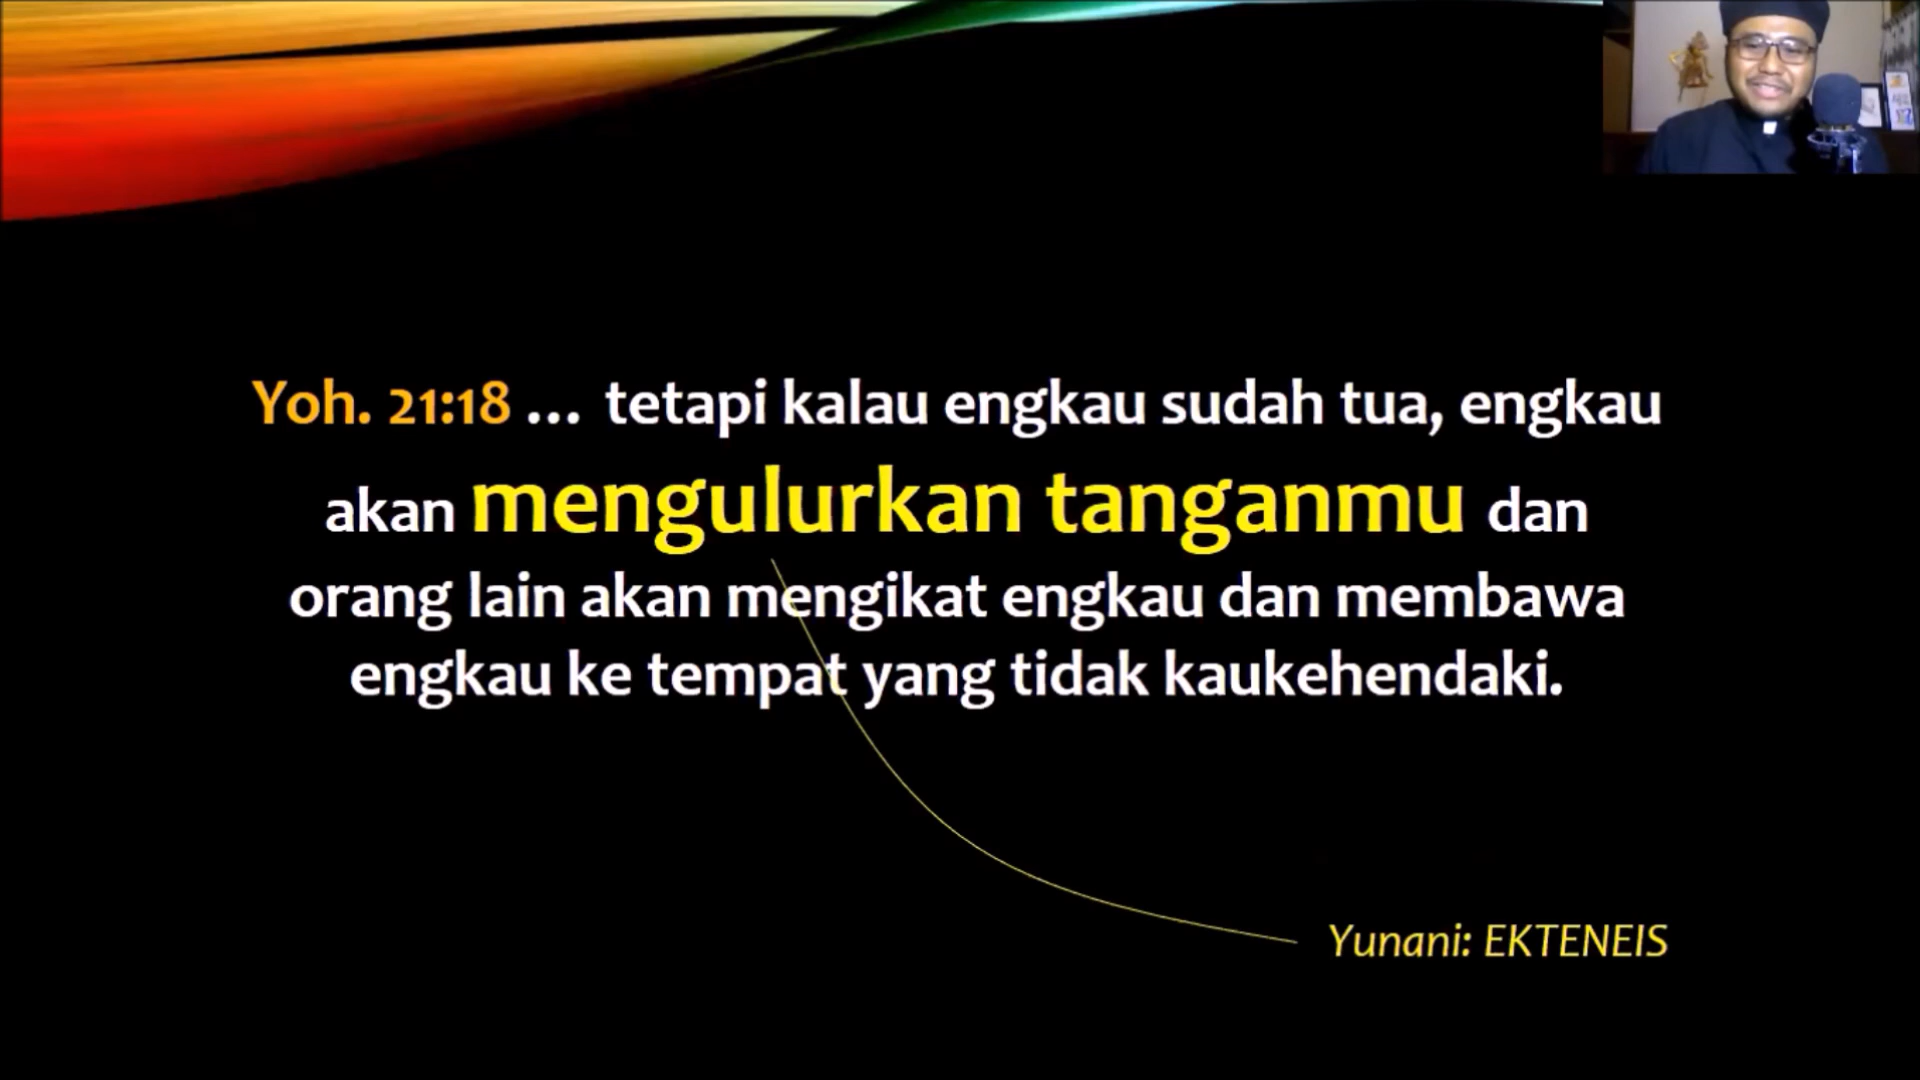 Yoh. 21:18 ... tetapi kalau engkau sudah tua, engkau
akan mengulurkan tanganmu dan
orang lain akan mengikat engkau dan membawa
engkau ke tempat yang tidak kaukehendaki.
Yunani: EKTENEIS